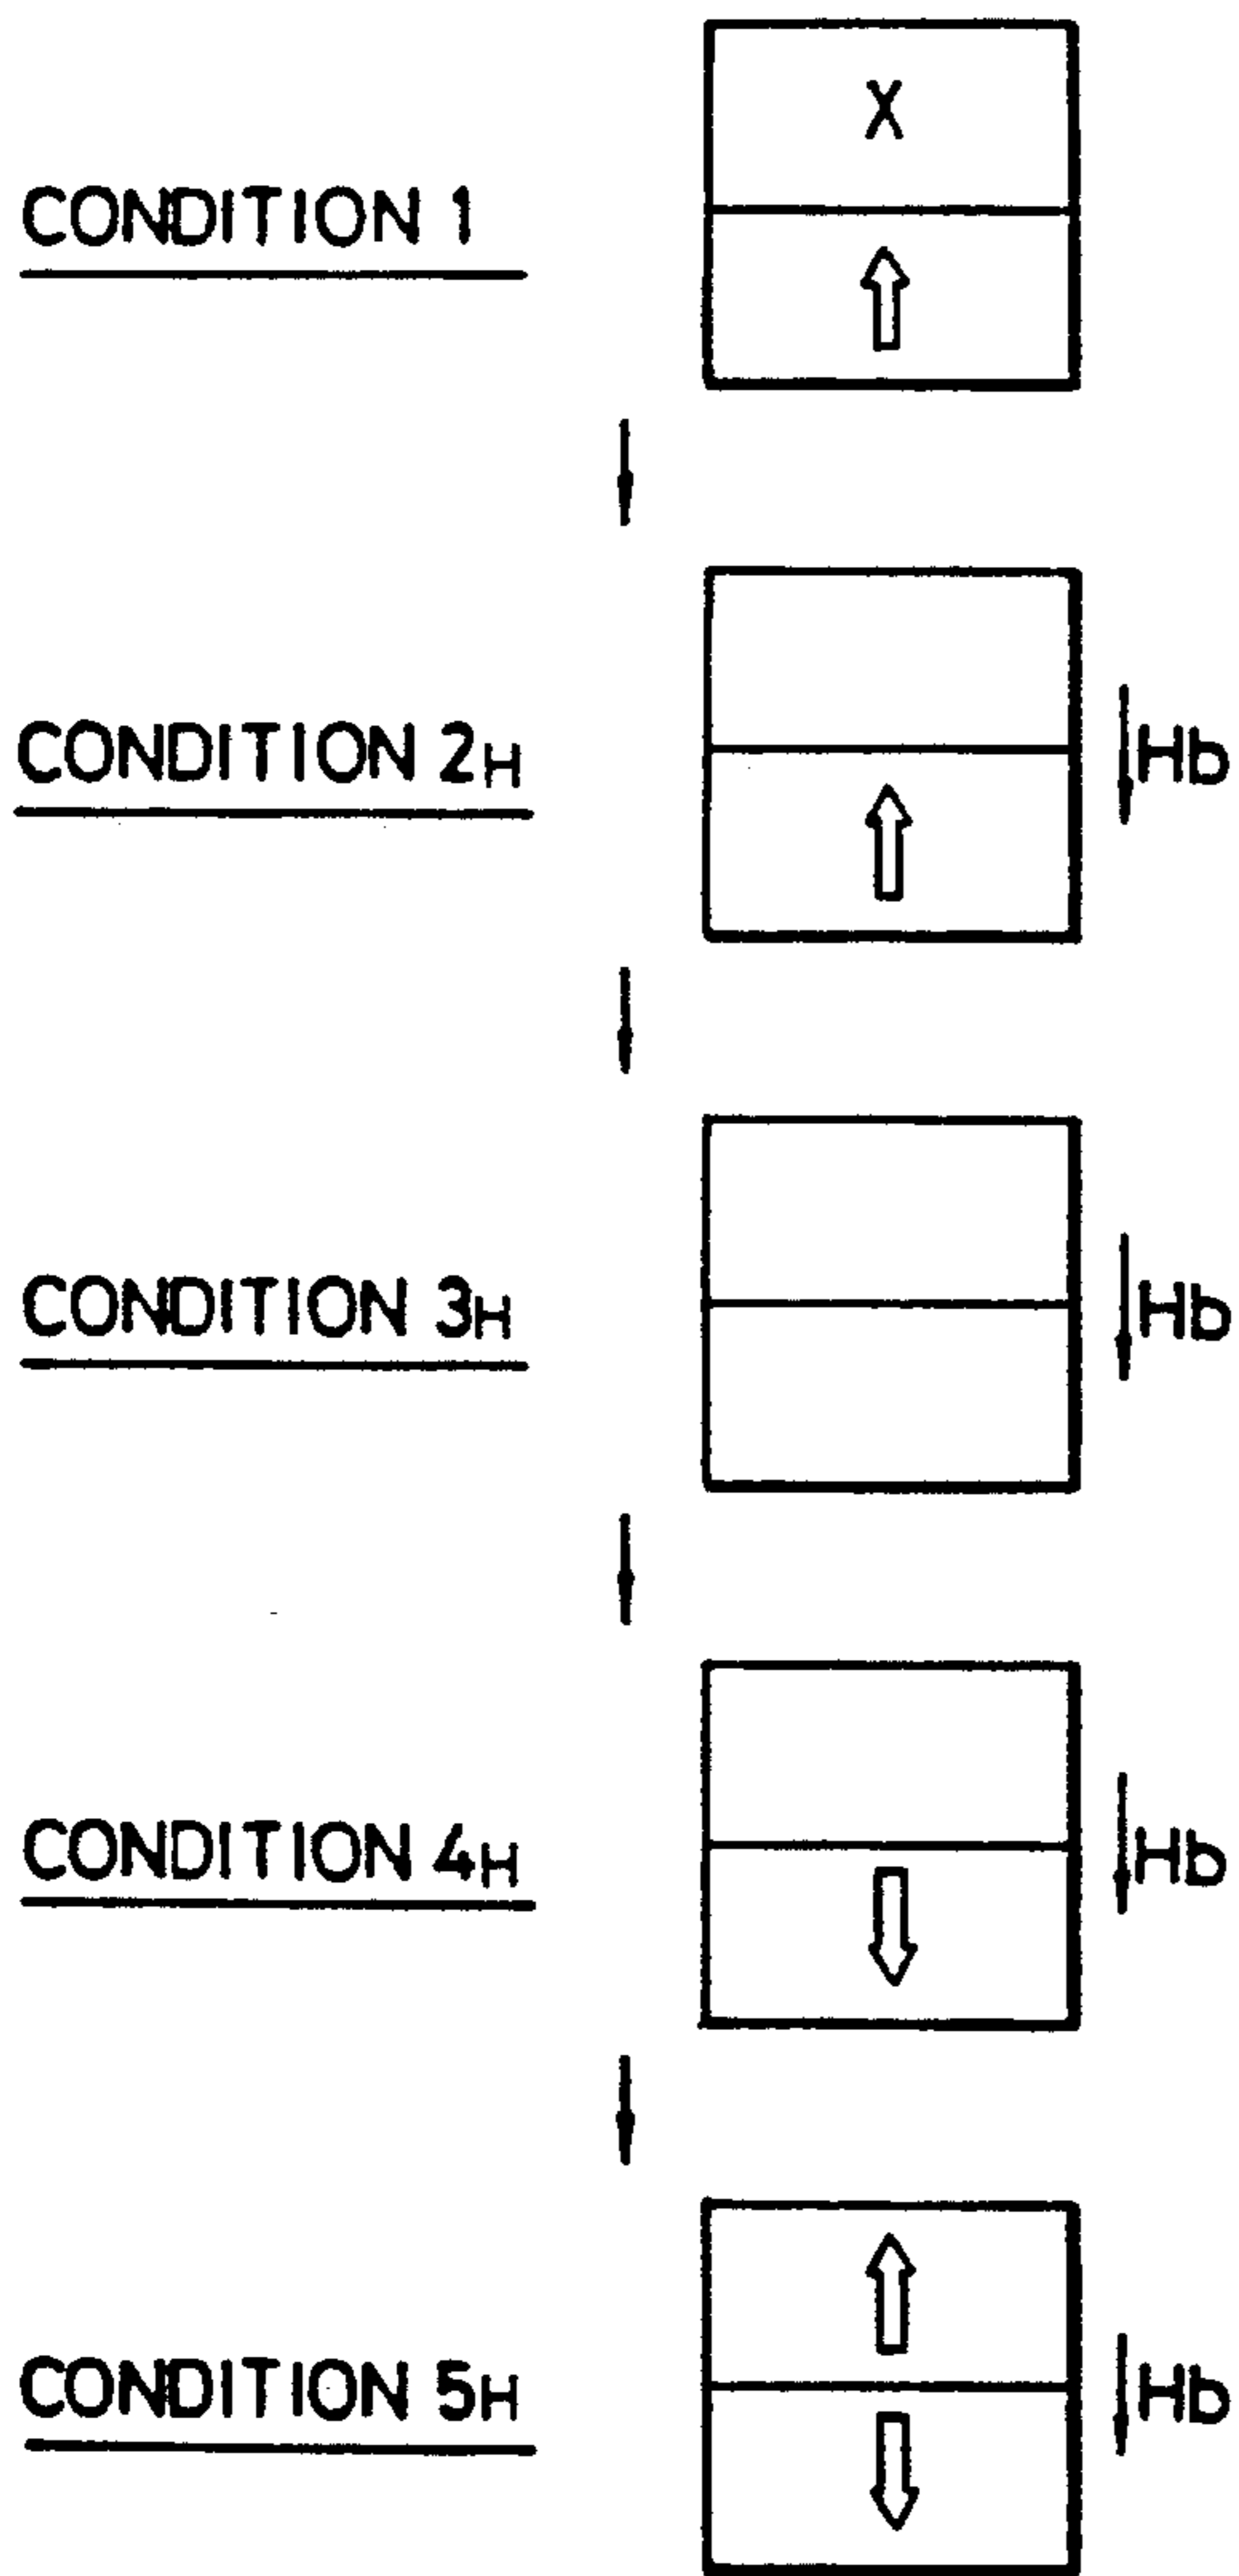 X
CONDITION 1
CONDITION 2H
Hb
CONDITION 3H
Hb
CONDITION 4H
Hb
CONDITION 5H
Hb